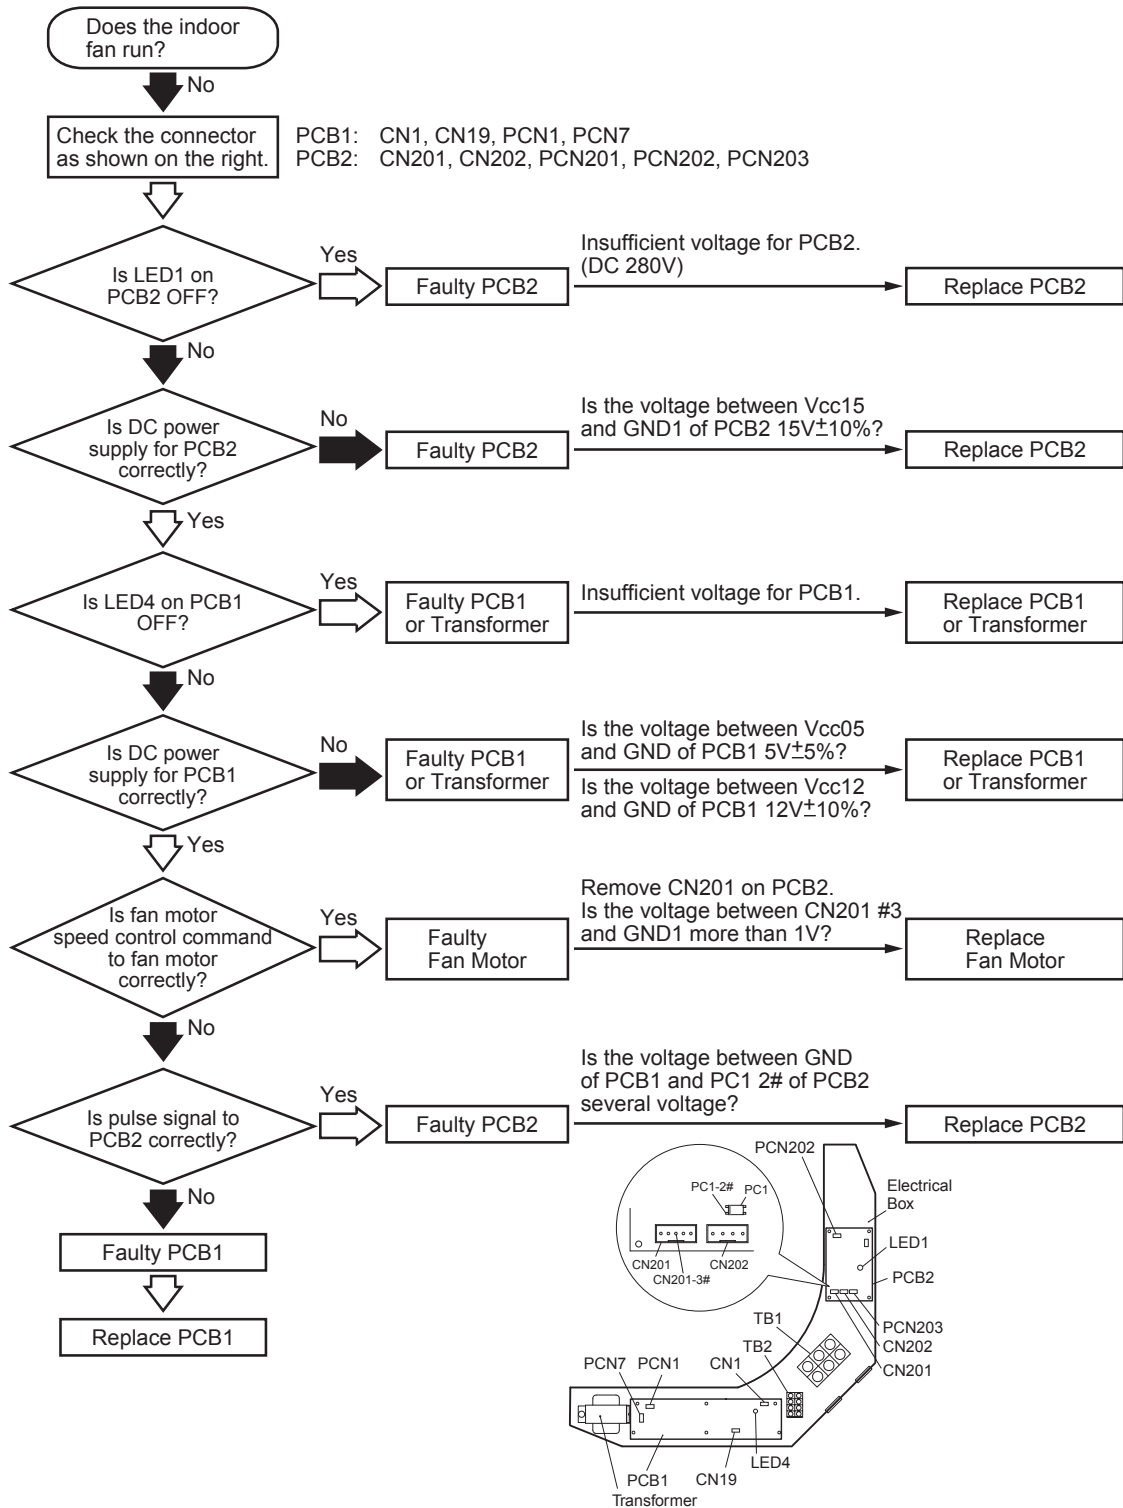 Does the indoor
fan run?
No
Check the connector
as shown on the right.
PCB1: CN1, CN19, PCN1, PCN7
PCB2: CN201, CN202, PCN201, PCN202, PCN203
Is LED1 on
PCB2 OFF?
Yes
Faulty PCB2
Insufficient voltage for PCB2.
(DC 280V)
Replace PCB2
No
Is DC power
supply for PCB2
correctly?
No
Faulty PCB2
Is the voltage between Vcc15
and GND1 of PCB2 15V±10%?
Replace PCB2
Yes
Is LED4 on PCB1
OFF?
Yes
Faulty PCB1
or Transformer
Insufficient voltage for PCB1.
Replace PCB1
or Transformer
No
Is DC power
supply for PCB1
correctly?
No
Faulty PCB1
or Transformer
Is the voltage between Vcc05
and GND of PCB1 5V±5%?
Is the voltage between Vcc12
and GND of PCB1 12V±10%?
Replace PCB1
or Transformer
Yes
Is fan motor
speed control command
to fan motor
correctly?
Yes
Faulty
Fan Motor
Remove CN201 on PCB2.
Is the voltage between CN201 #3
and GND1 more than 1V?
Replace
Fan Motor
No
Is pulse signal to
PCB2 correctly?
Yes
Faulty PCB2
Is the voltage between GND
of PCB1 and PC1 2# of PCB2
several voltage?
Replace PCB2
No
Faulty PCB1
Replace PCB1
PCN202
PC1-2#
PC1
Electrical
Box
CN201
CN202
CN201-3#
LED1
PCB2
PCN203
CN202
CN201
TB1
TB2
PCN7
PCN1
CN1
LED4
CN19
PCB1
Transformer